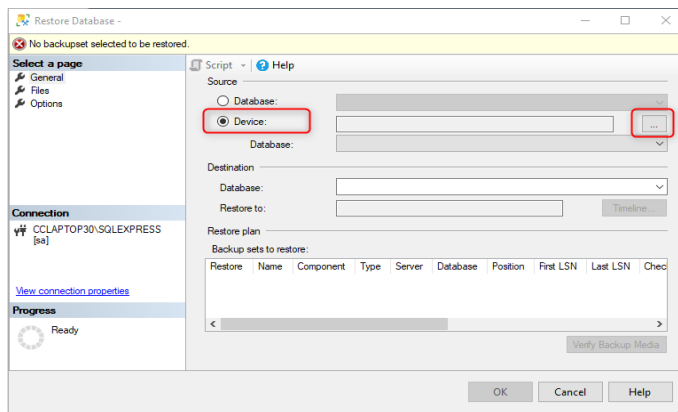 Restore Database -
No backupset selected to be restored.
Select a page
General
Files
Options
Script
Help
Source
Database:
Device:
...
Database:
Destination
Database:
Restore to:
Timeline...
Restore plan
Backup sets to restore:
Restore Name Component Type Server Database Position First LSN Last LSN Chec
Verify Backup Media
Connection
CCLAPTOP30\SQLEXPRESS
[sa]
View connection properties
Progress
Ready
OK Cancel Help